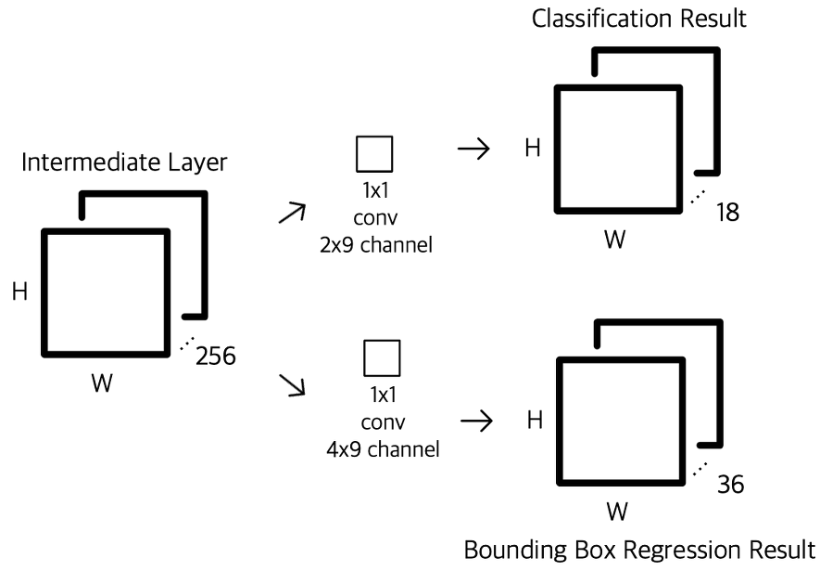 Classification Result
H
W
18
Intermediate Layer
H
W
256
1x1
conv
2x9 channel
1x1
conv
4x9 channel
H
W
36
Bounding Box Regression Result